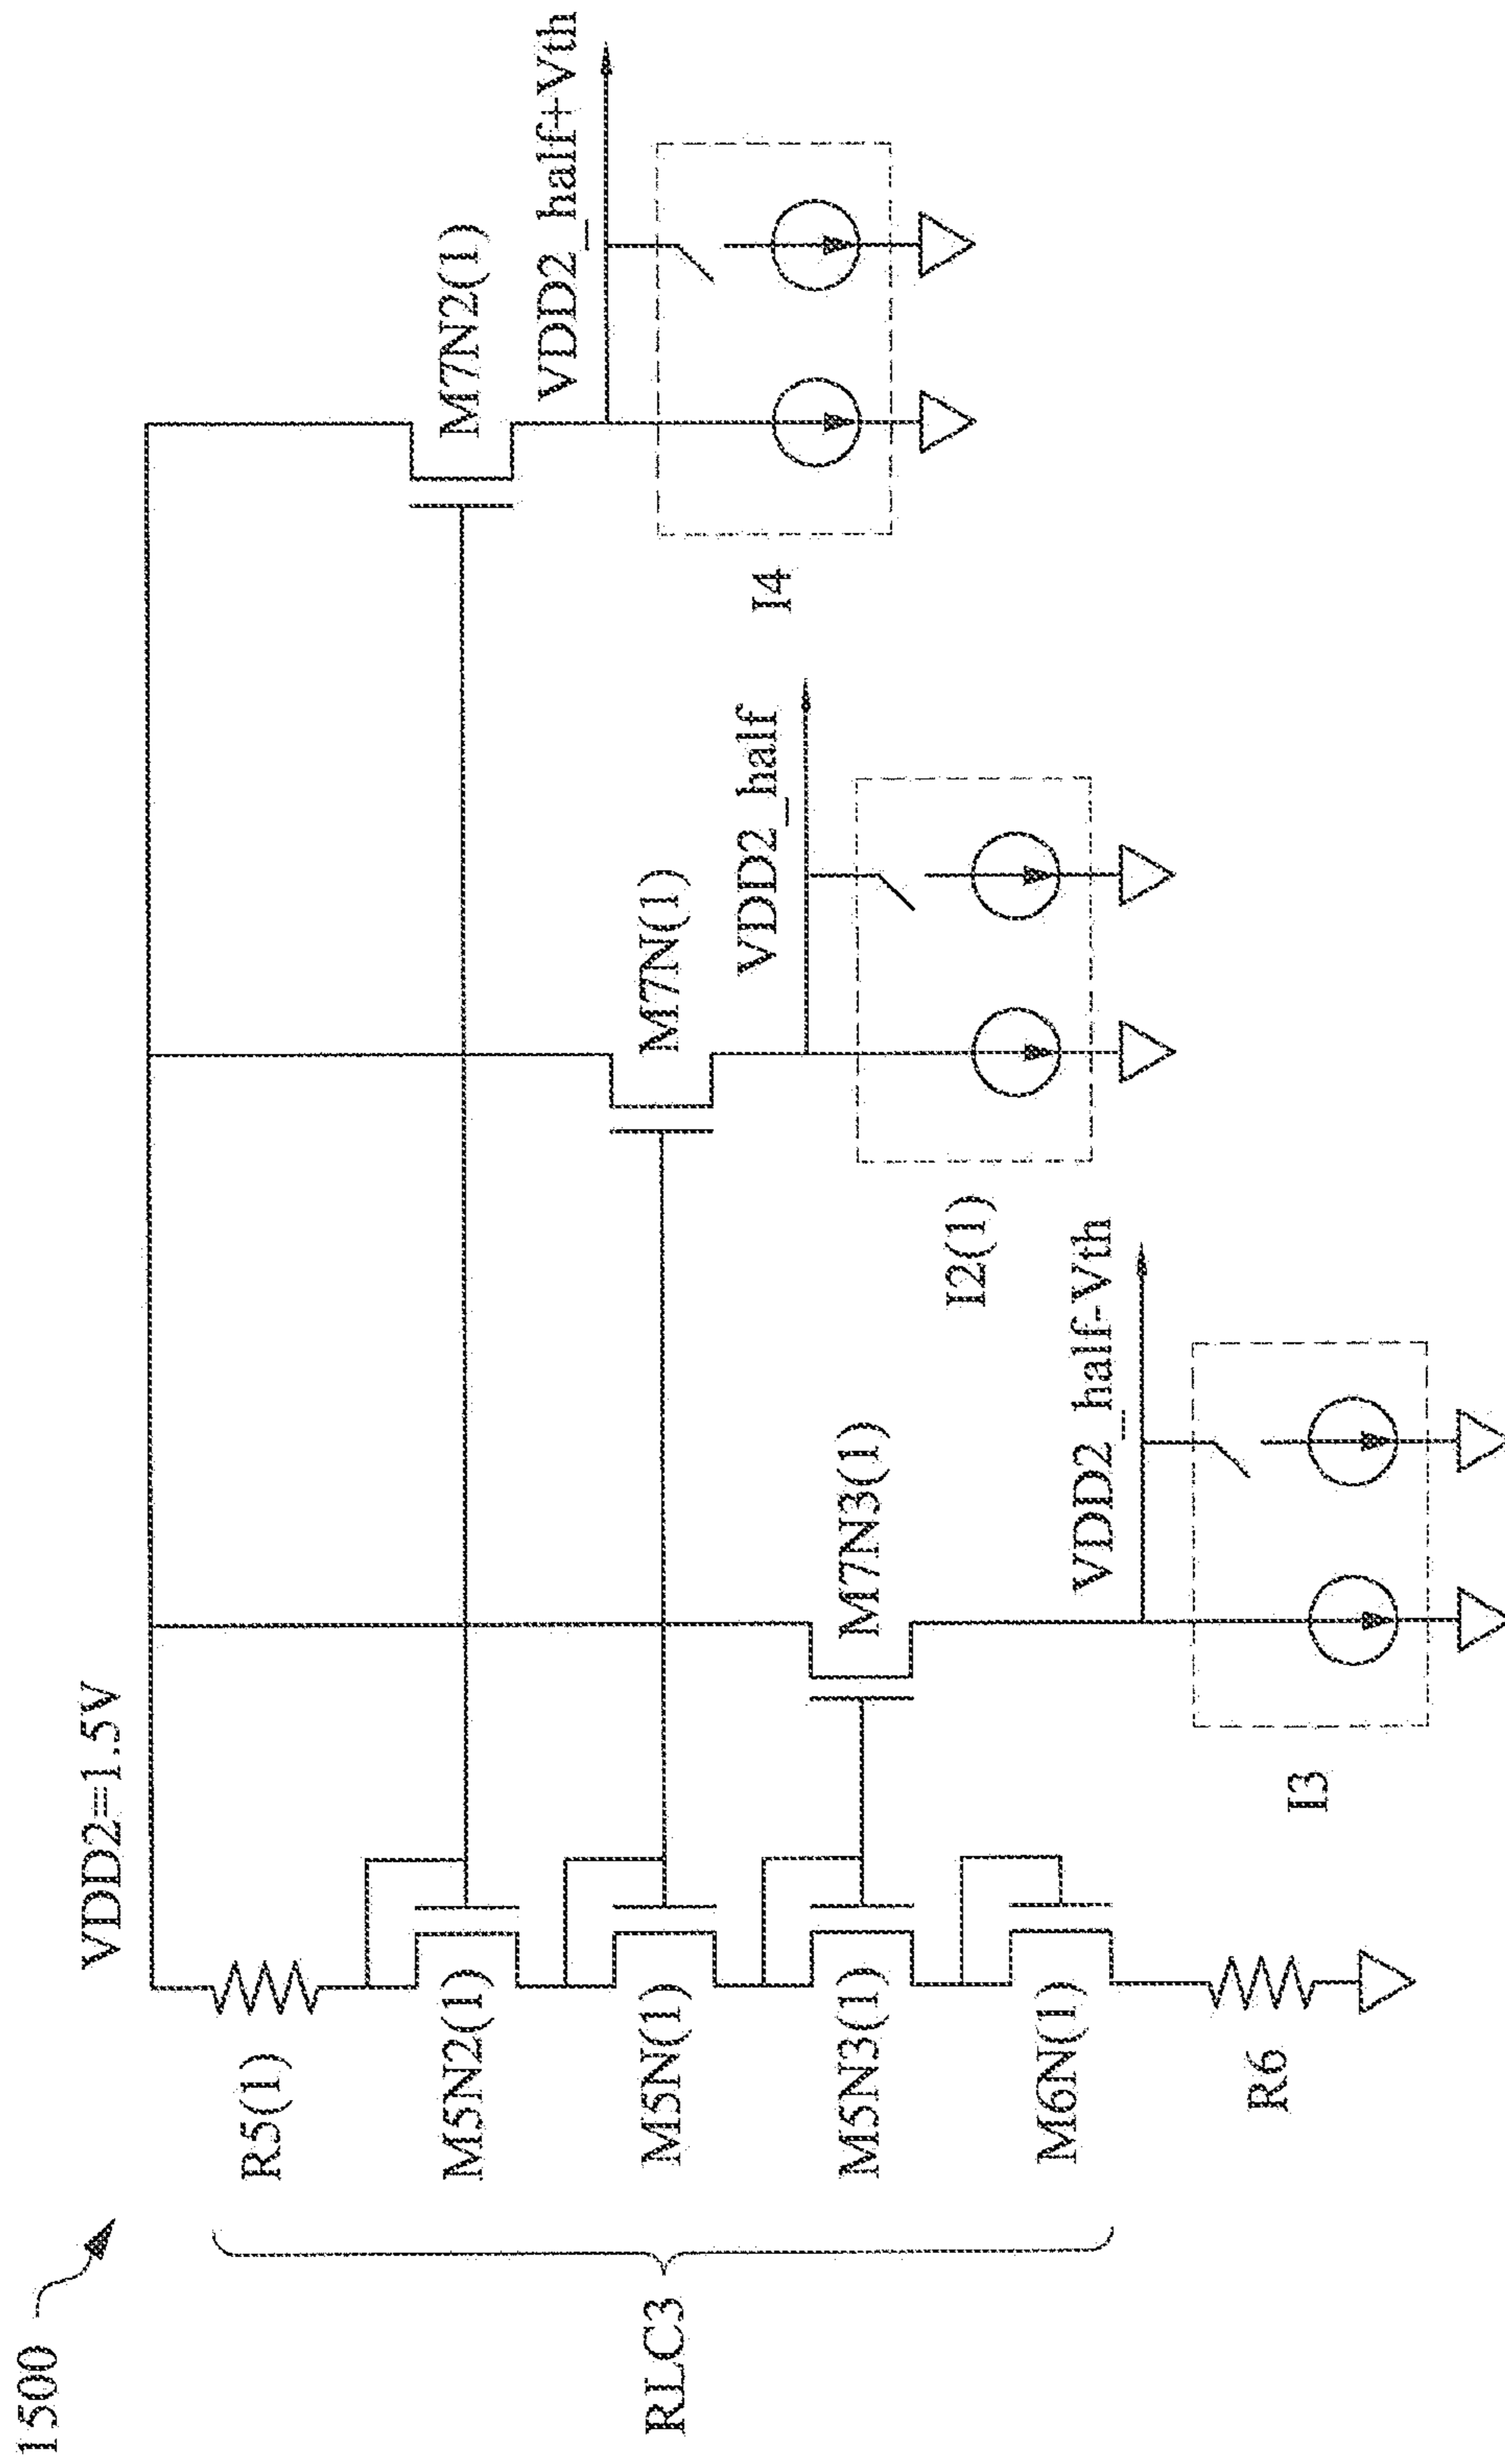 1500
VDD2=1.5V
R5(1)
M5N2(1)
M7N2(1)
VDD2_half+Vth
M5N(1)
M7N(1)
RLC3
VDD2_half
I4
M5N3(1)
M7N3(1)
I2(1)
M6N(1)
VDD2_half-Vth
R6
I3